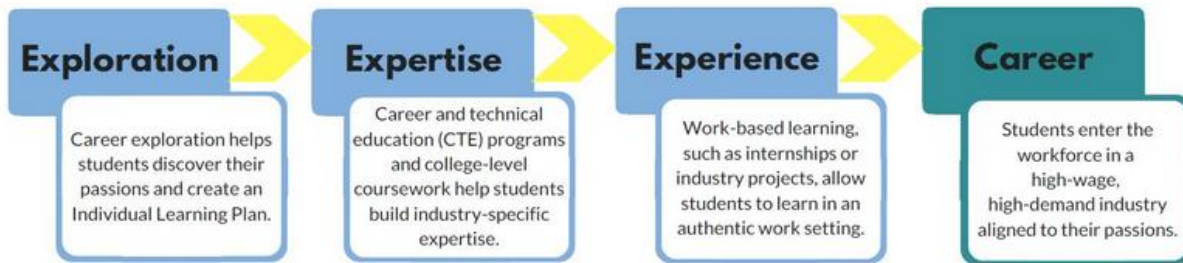 Exploration
Career exploration helps
students discover their
passions and create an
Individual Learning Plan.
Expertise
Career and technical
education (CTE) programs
and college-level
coursework help students
build industry-specific
expertise.
Experience
Work-based learning,
such as internships or
industry projects, allow
students to learn in an
authentic work setting.
Career
Students enter the
workforce in a
high-wage,
high-demand industry
aligned to their passions.